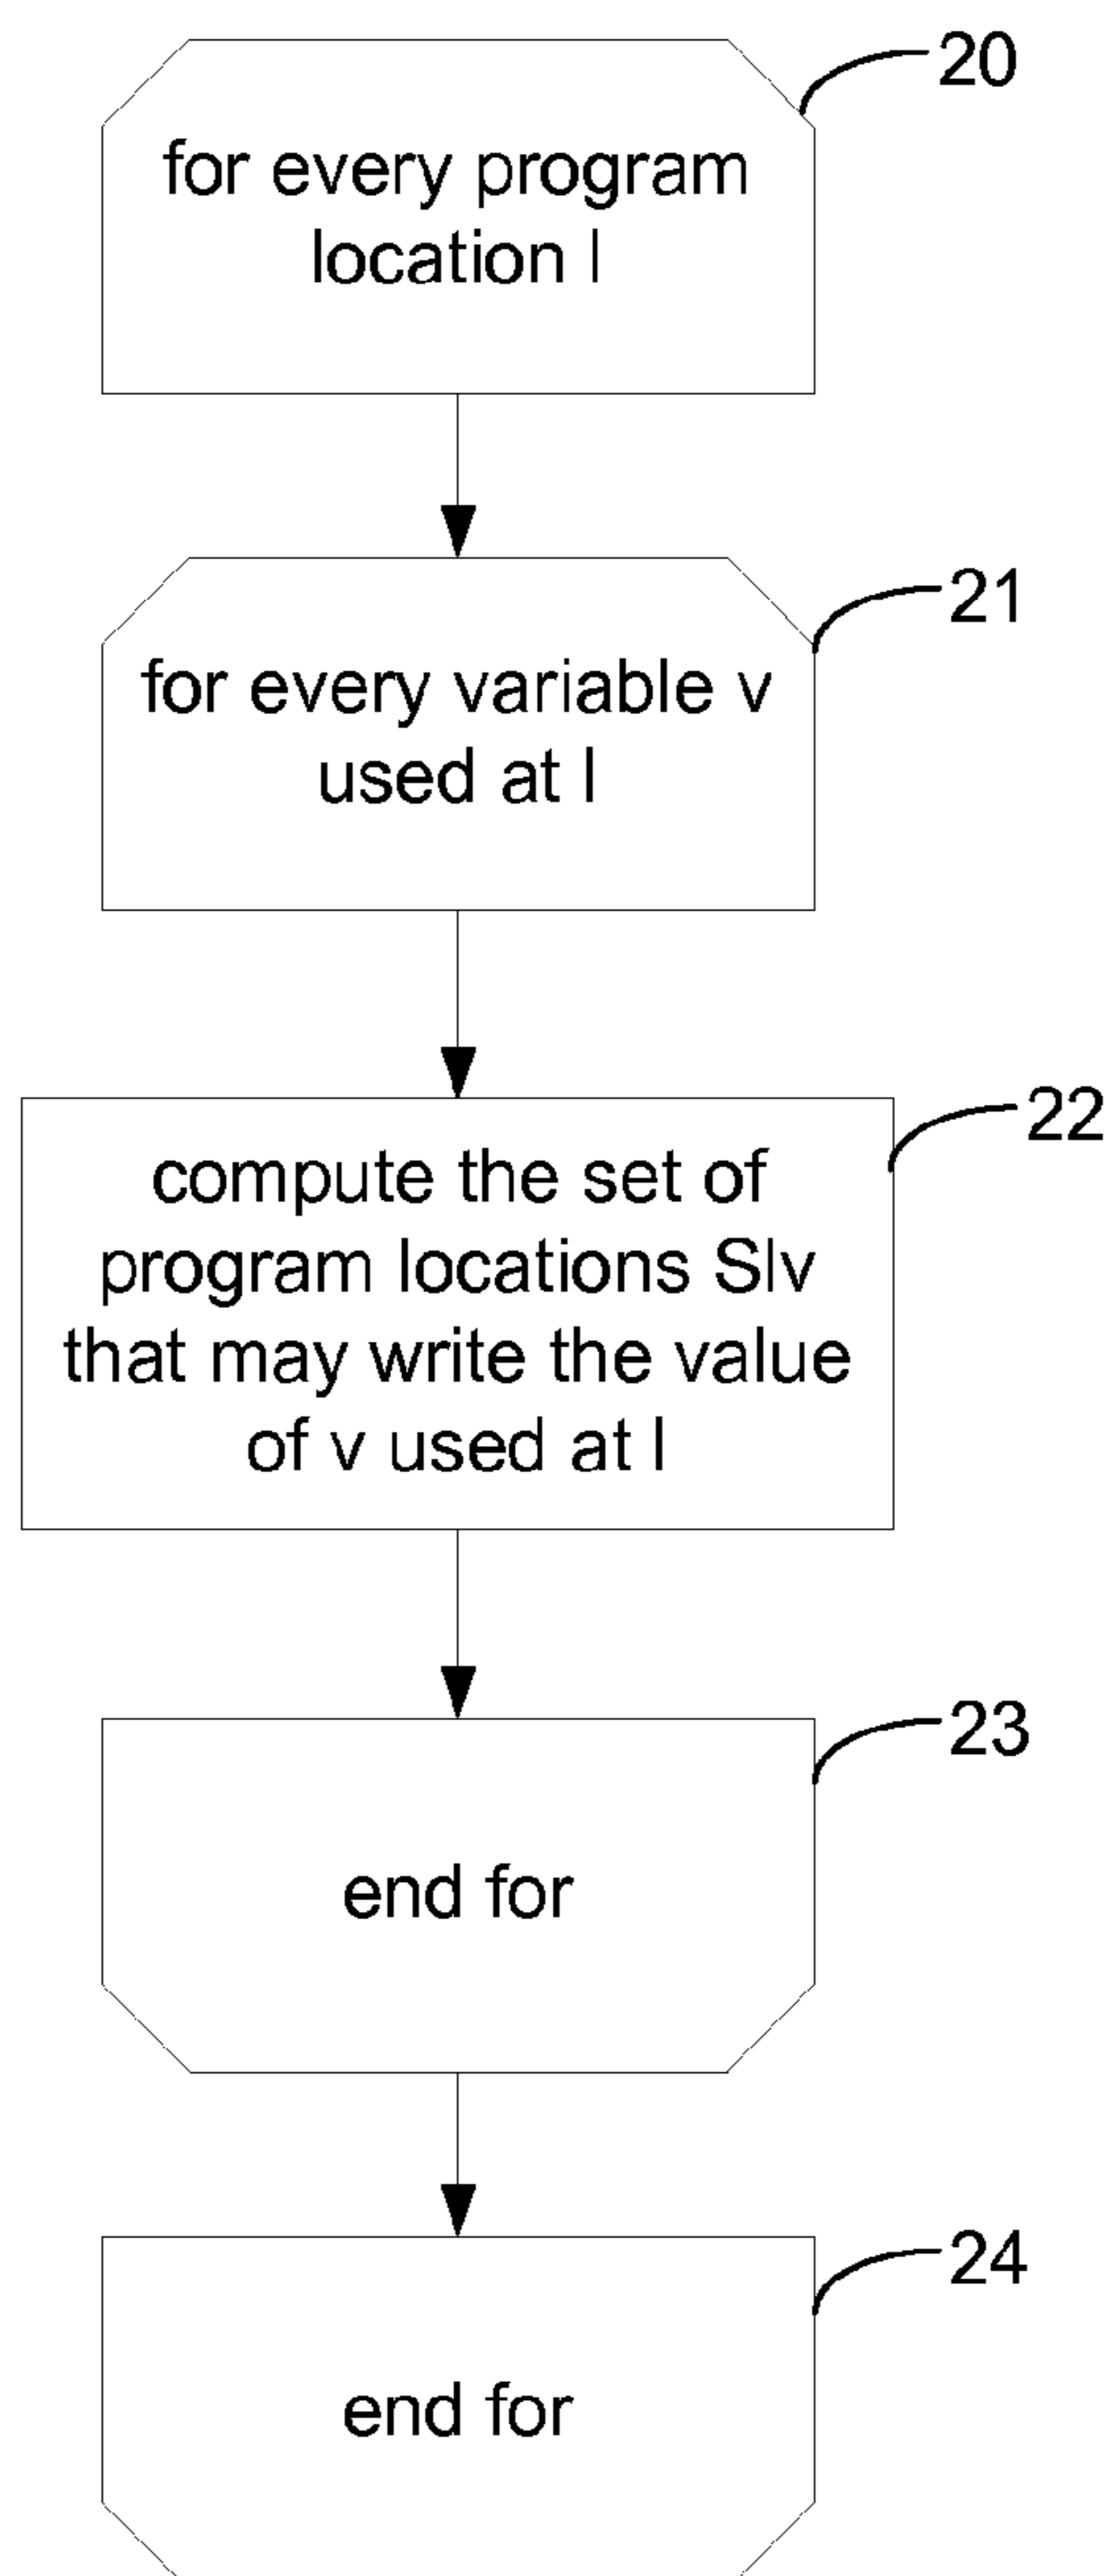 20
for every program
location l
21
for every variable v
used at l
22
compute the set of
program locations Slv
that may write the value
of v used at l
23
end for
24
end for